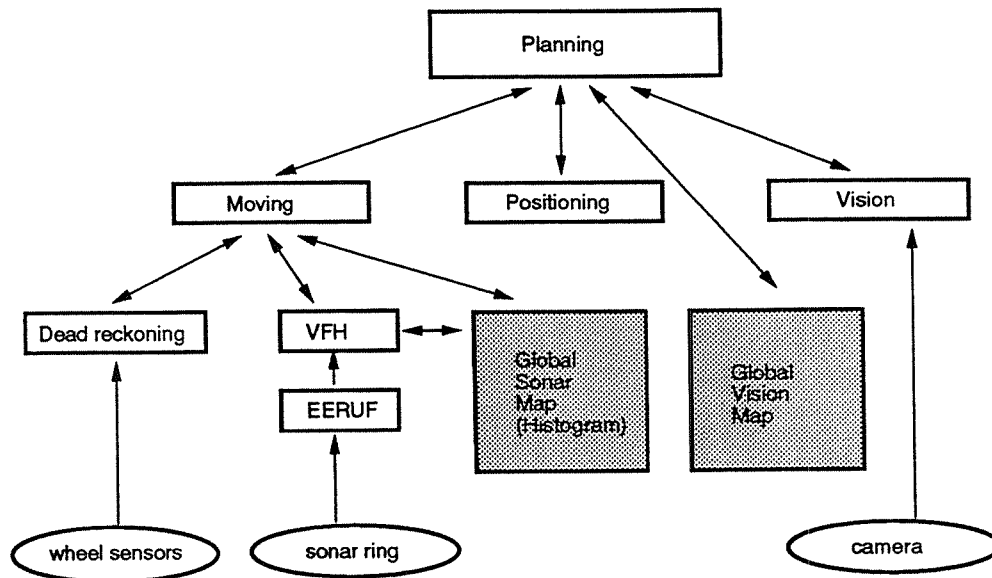 Planning
Moving
Positioning
Vision
Dead reckoning
VFH
Global
Sonar
Map
(Histogram)
Global
Vision
Map
EERUF
wheel sensors
sonar ring
camera